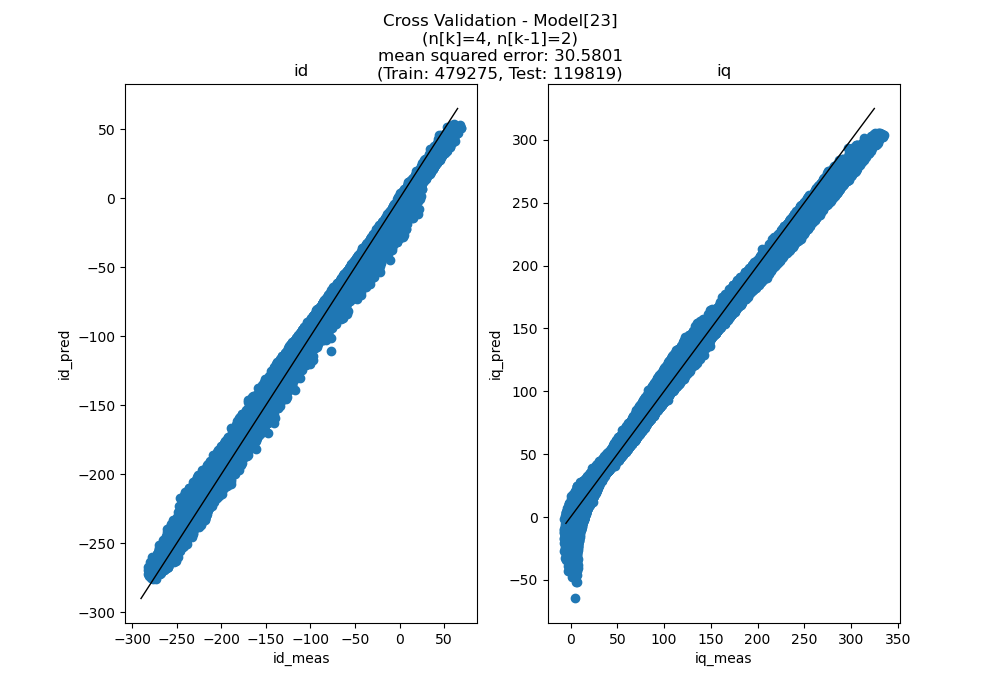 Cross Validation - Model[23]
(n[k]=4, n[k-1]=2)
mean squared error: 30.5801
(Train: 479275, Test: 119819)
id
iq
50
0
−50
−100
−150
−200
−250
−300
id_pred
−300 −250 −200 −150 −100 −50 0 50
id_meas
300
250
200
150
100
50
0
−50
iq_pred
0 50 100 150 200 250 300 350
iq_meas